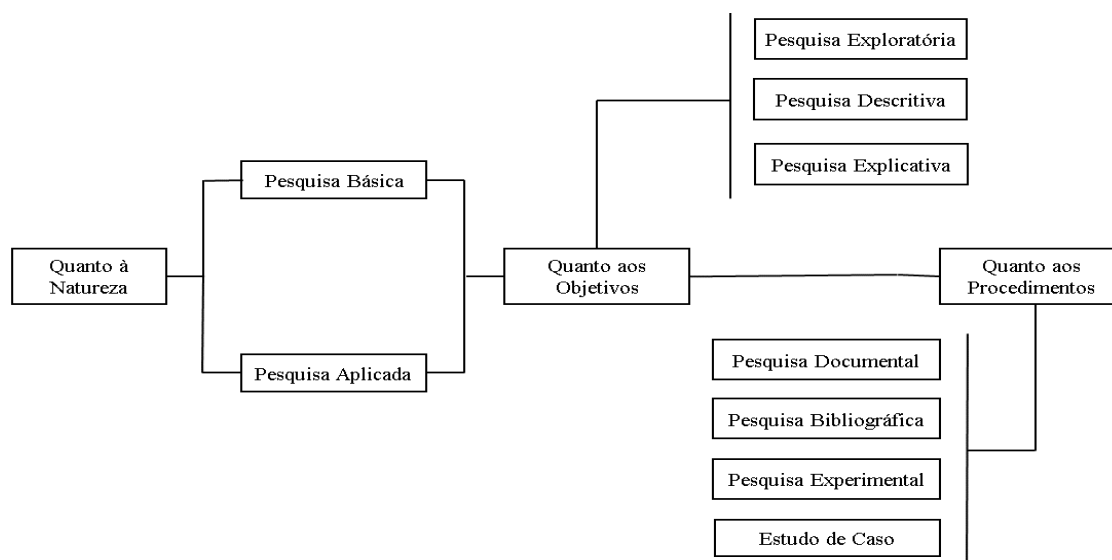 Pesquisa Exploratória
Pesquisa Descritiva
Pesquisa Explicativa
Pesquisa Básica
Quanto à
Natureza
Quanto aos
Objetivos
Quanto aos
Procedimentos
Pesquisa Aplicada
Pesquisa Documental
Pesquisa Bibliográfica
Pesquisa Experimental
Estudo de Caso